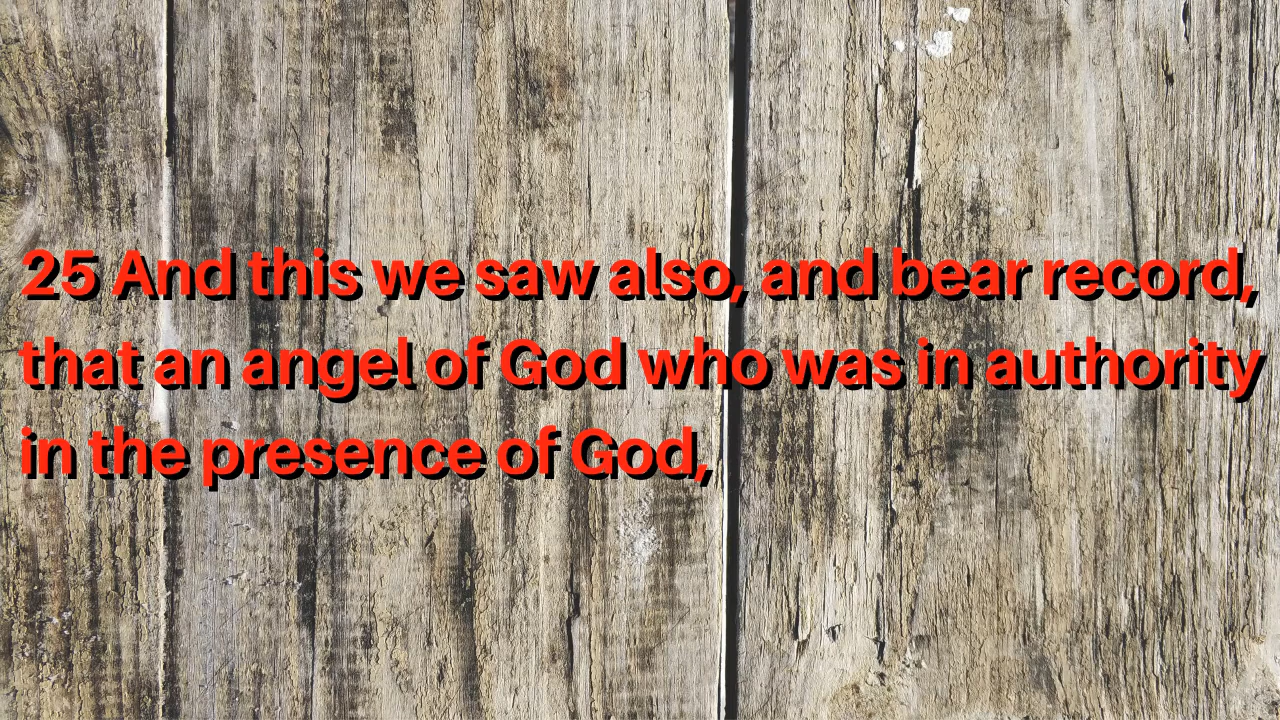 25 And this we saw also, and bear record,
that an angel of God who was in authority
in the presence of God,